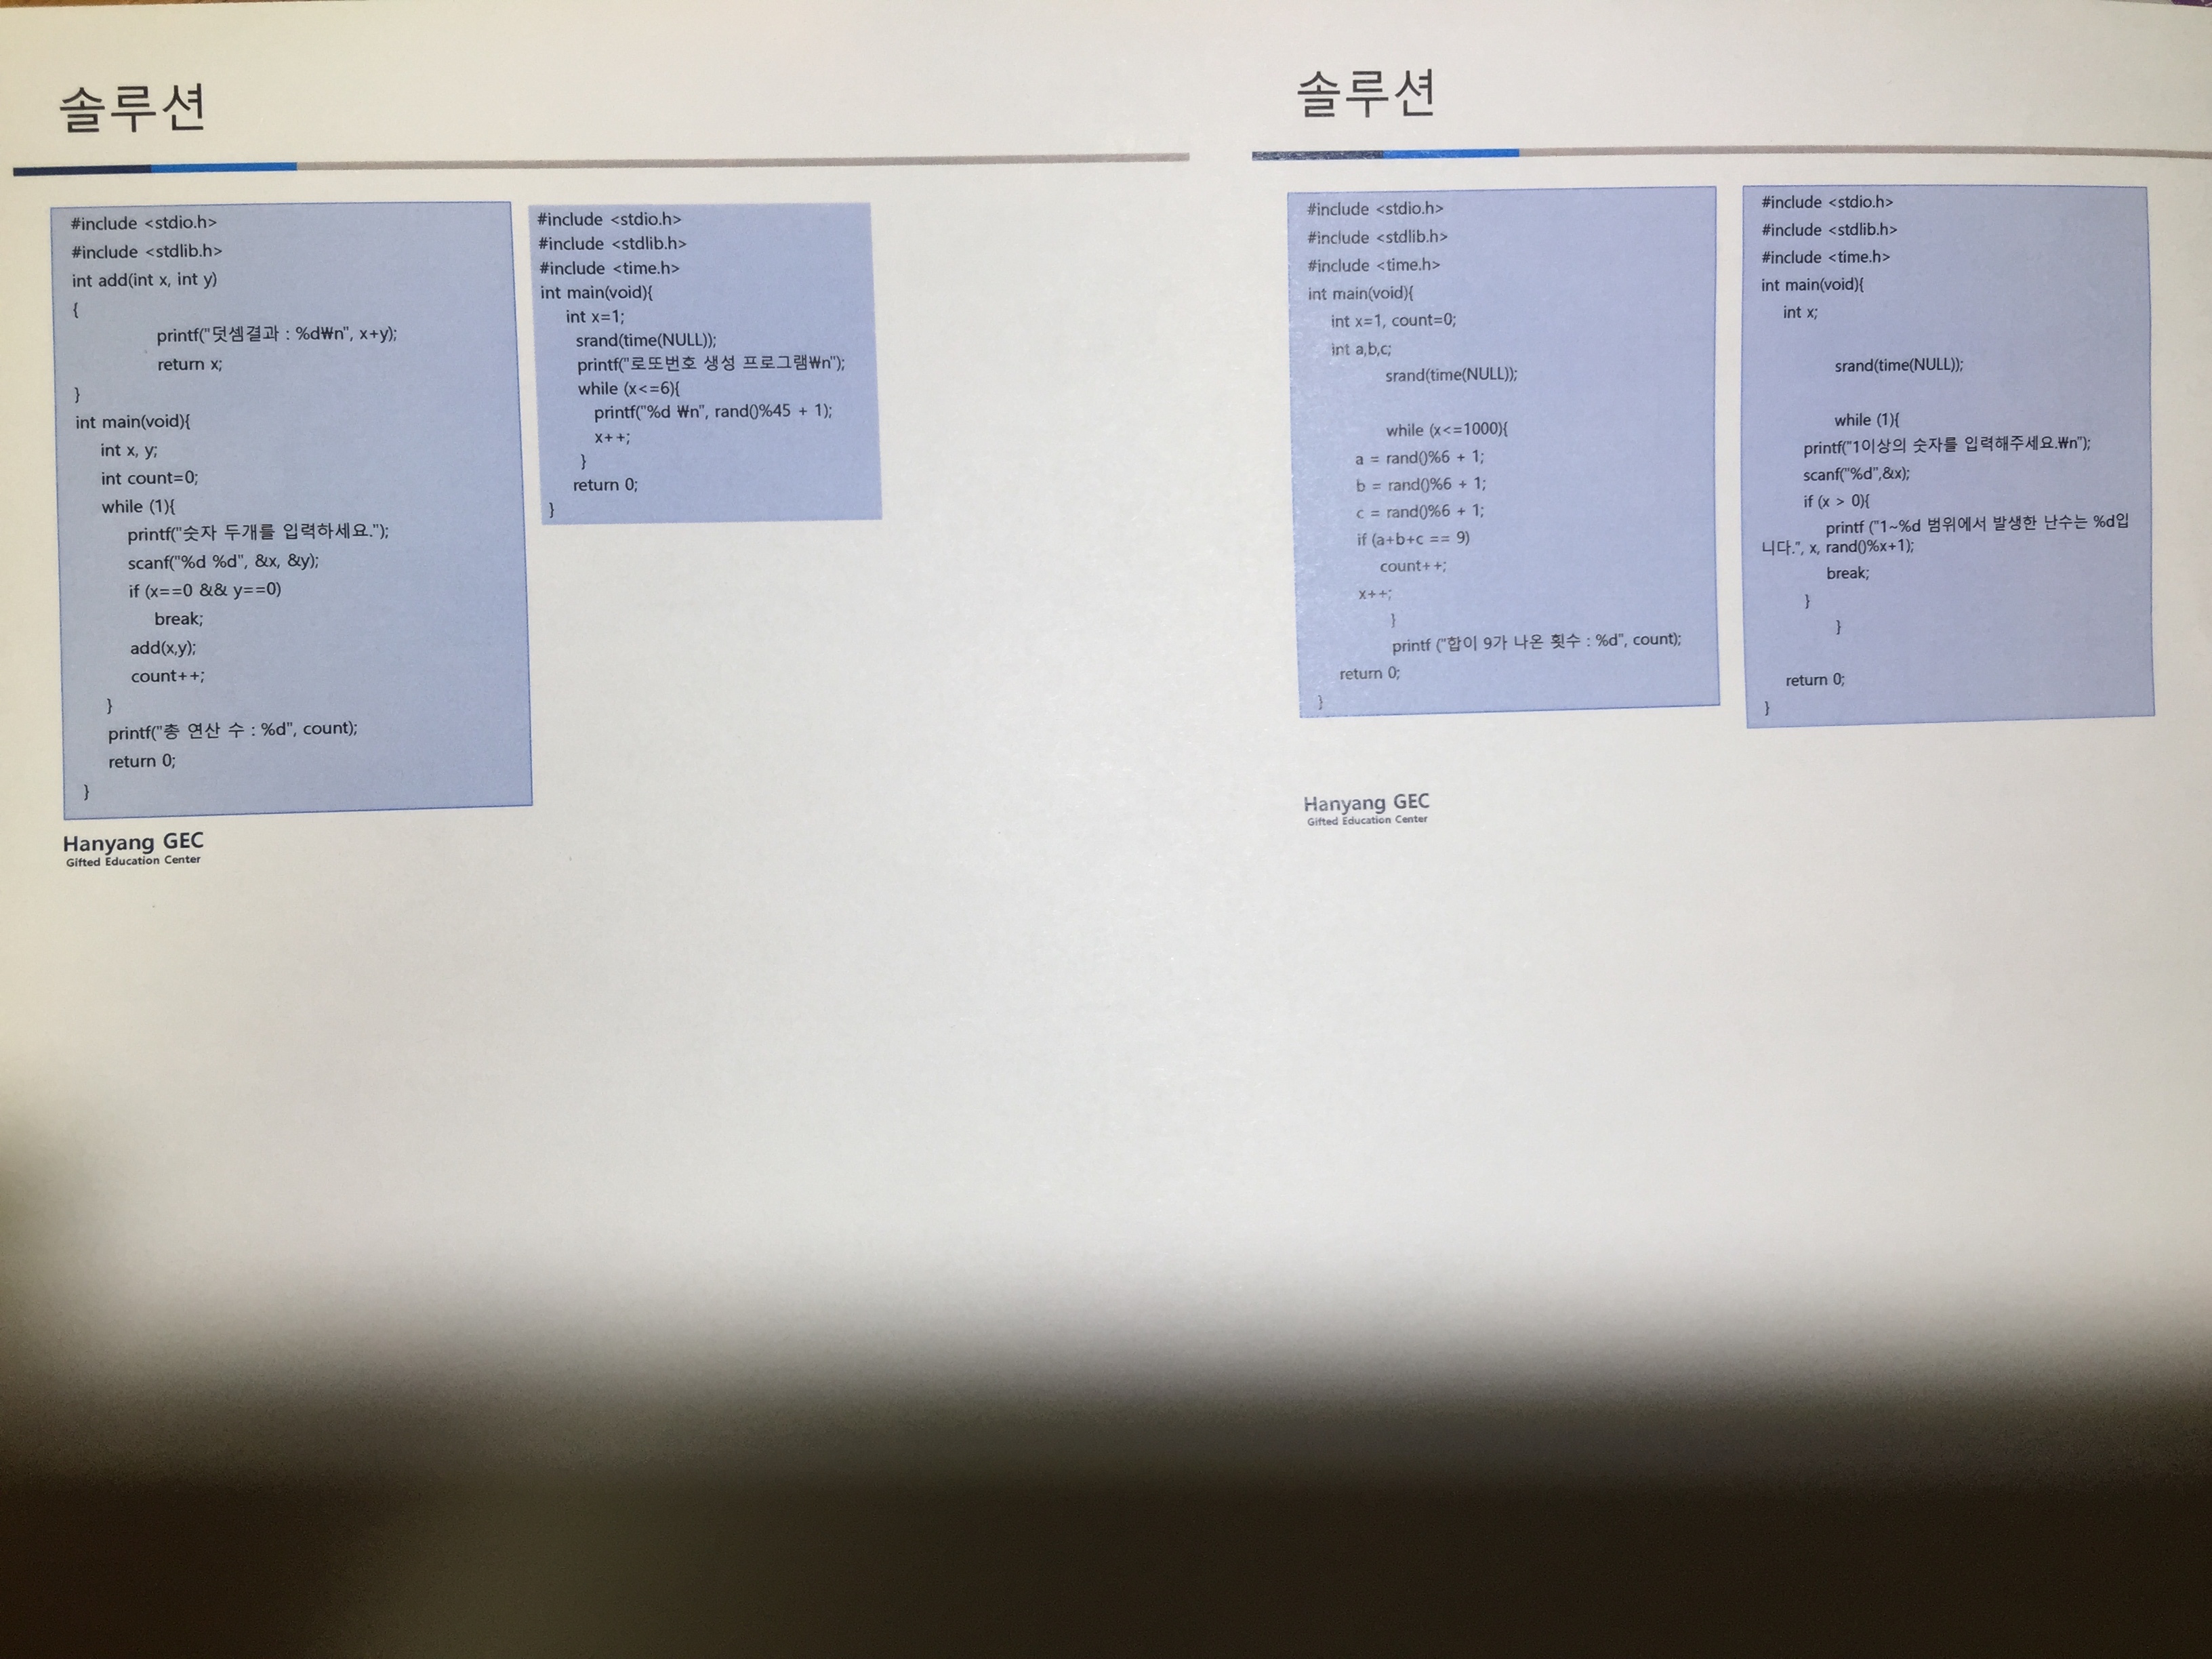 솔루션
#include <stdio.h>
#include <stdlib.h>
int add(int x, int y)
{
printf("덧셈결과 : %d₩n", x+y);
return x;
}
int main(void){
int x, y;
int count=0;
while (1){
printf("숫자 두개를 입력하세요.");
scanf("%d %d", &x, &y);
if (x==0 && y==0)
break;
add(x,y);
count++;
}
printf("총 연산 수 : %d", count);
return 0;
}
#include <stdio.h>
#include <stdlib.h>
#include <time.h>
int main(void){
int x=1;
srand(time(NULL));
printf("로또번호 생성 프로그램₩n");
while (x<=6){
printf("%d ₩n", rand()%45 + 1);
x++;
}
return 0;
}
Hanyang GEC
Gifted Education Center
솔루션
#include <stdio.h>
#include <stdlib.h>
#include <time.h>
int main(void){
int x=1, count=0;
int a,b,c;
srand(time(NULL));
while (x<=1000){
a = rand()%6 + 1;
b = rand()%6 + 1;
c = rand()%6 + 1;
if (a+b+c == 9)
count++;
x++;
}
printf ("합이 9가 나온 횟수 : %d", count);
return 0;
}
#include <stdio.h>
#include <stdlib.h>
#include <time.h>
int main(void){
int x;
srand(time(NULL));
while (1){
printf("1이상의 숫자를 입력해주세요.₩n");
scanf("%d",&x);
if (x > 0){
printf ("1~%d 범위에서 발생한 난수는 %d입
니다.", x, rand()%x+1);
break;
}
}
return 0;
}
Hanyang GEC
Gifted Education Center